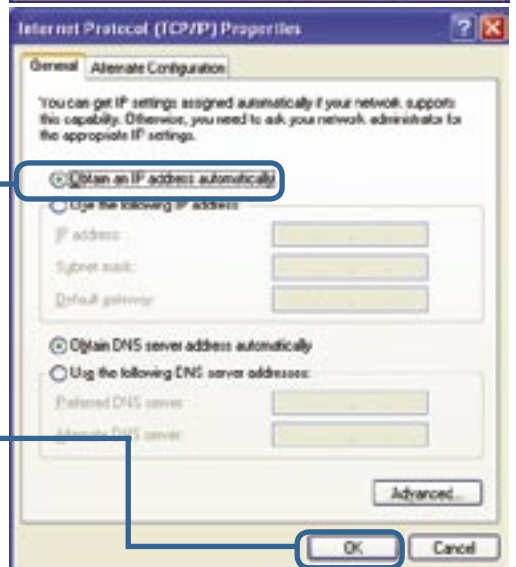 Internet Protocol (TCP/IP) Properties
General Alternate Configuration
You can get IP settings assigned automatically if your network supports
this capability. Otherwise, you need to ask your network administrator for
the appropriate IP settings.
Obtain an IP address automatically
Use the following IP address
IP address:
Subnet mask:
Default gateway:
Obtain DNS server address automatically
Use the following DNS server addresses:
Preferred DNS server
Alternate DNS server:
Advanced...
OK Cancel